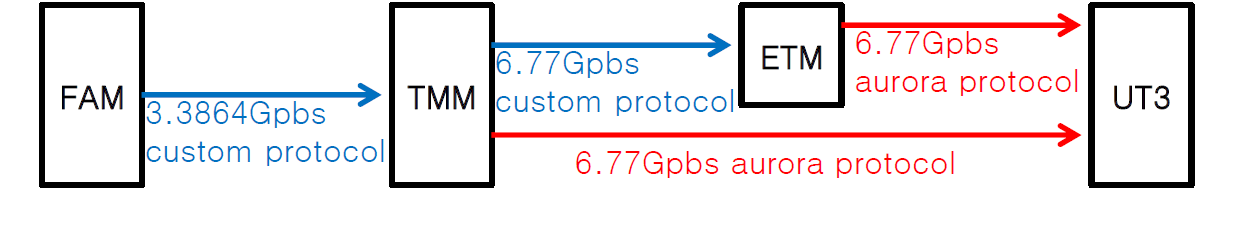 FAM
3.3864Gpbs
custom protocol
TMM
6.77Gpbs
custom protocol
ETM
6.77Gpbs
aurora protocol
6.77Gpbs aurora protocol
UT3